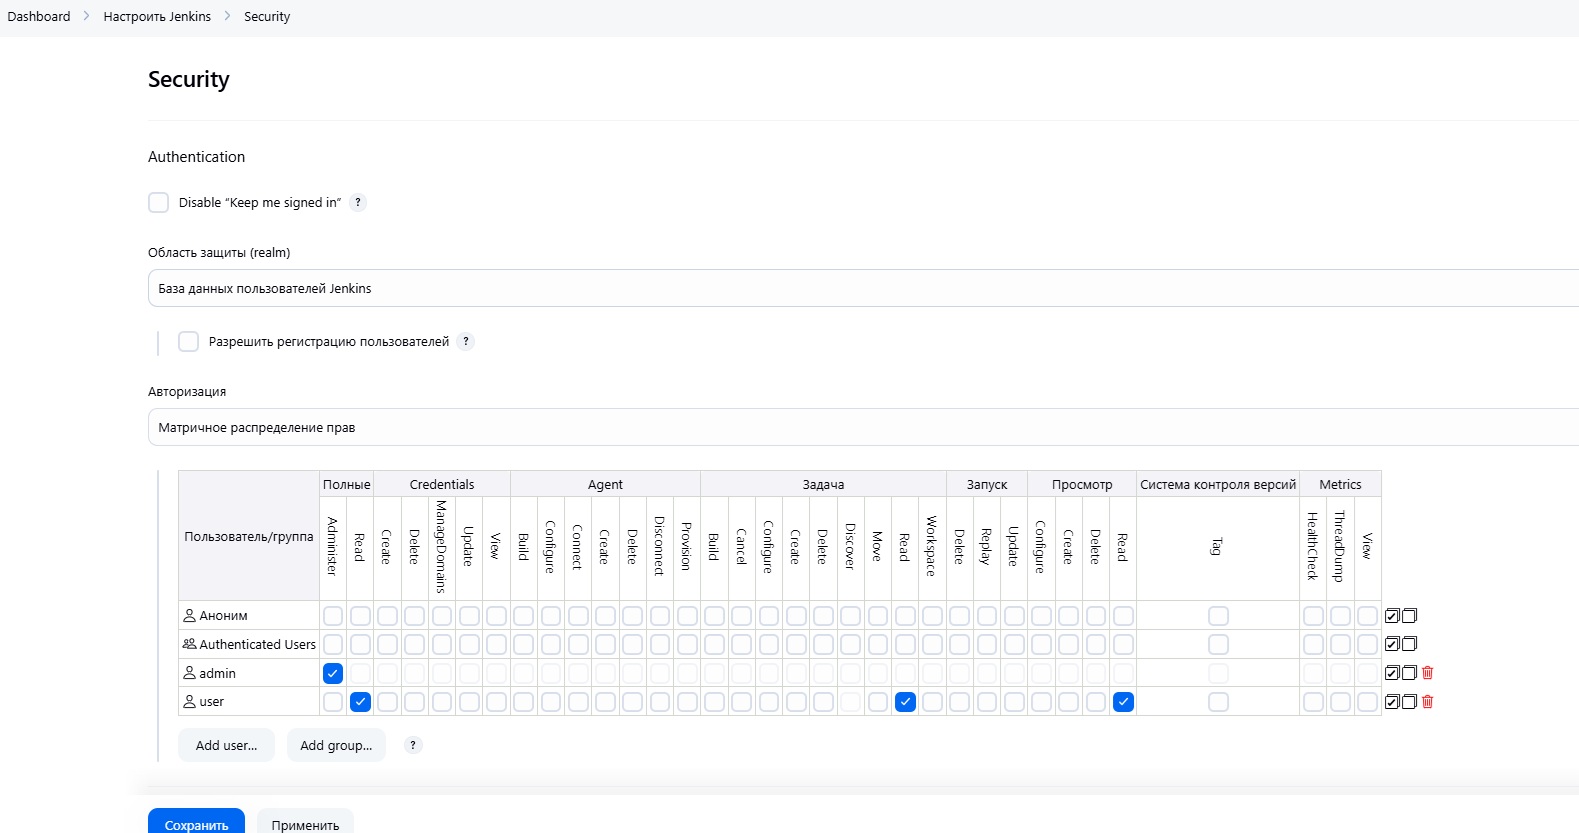 Dashboard > Настроить Jenkins > Security
Security
Authentication
Disable “Keep me signed in” ?
Область защиты (realm)
База данных пользователей Jenkins
Разрешить регистрацию пользователей ?
Авторизация
Матричное распределение прав
Пользователь/группа
Полные Credentials Agent Задача Запуск Просмотр Система контроля версий Metrics
Administer
Read
Create
Delete
ManageDomains
Update
View
Build
Configure
Connect
Create
Delete
Disconnect
Provision
Build
Cancel
Configure
Create
Delete
Discover
Move
Read
Workspace
Delete
Replay
Update
Configure
Create
Delete
Read
Tag
HealthCheck
ThreadDump
View
Аноним
Authenticated Users
admin
user
Add user... Add group... ?
Сохранить Применить